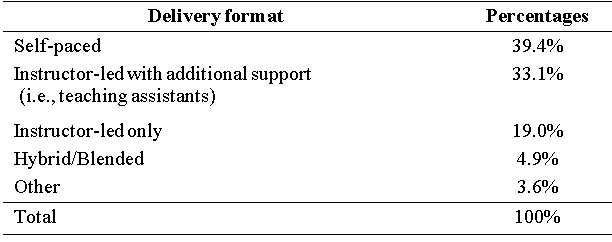 Delivery format Percentages
Self-paced 39.4%
Instructor-led with additional support 33.1%
(i.e., teaching assistants)
Instructor-led only 19.0%
Hybrid/Blended 4.9%
Other 3.6%
Total 100%